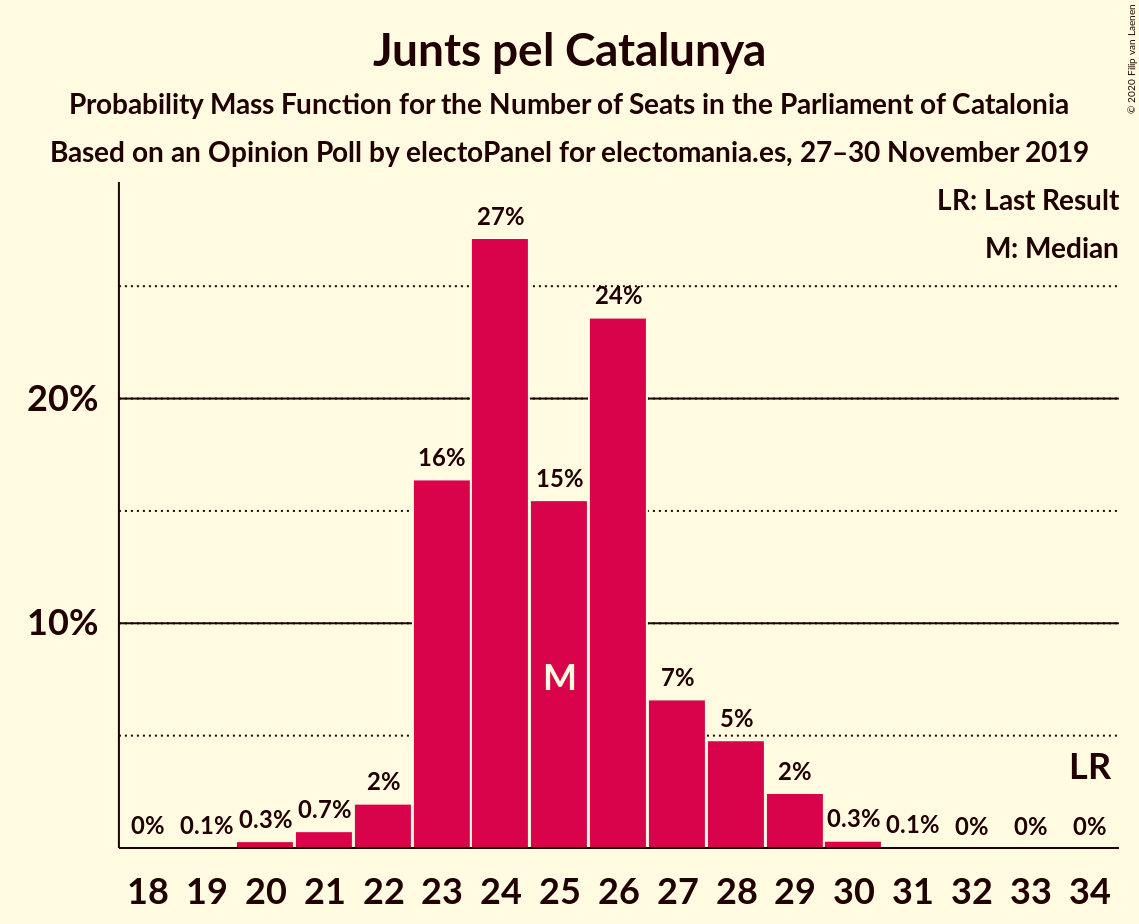 Junts pel Catalunya
Probability Mass Function for the Number of Seats in the Parliament of Catalonia
Based on an Opinion Poll by electoPanel for electomania.es, 27–30 November 2019
© 2020 Filip van Laenen
LR: Last Result
M: Median
27%
24%
20%
16%
15%
10%
M
7%
5%
LR
2%
2%
0%
0.1%
0.3%
0.7%
0.3%
0.1%
0%
0%
0%
18 19 20 21 22 23 24 25 26 27 28 29 30 31 32 33 34